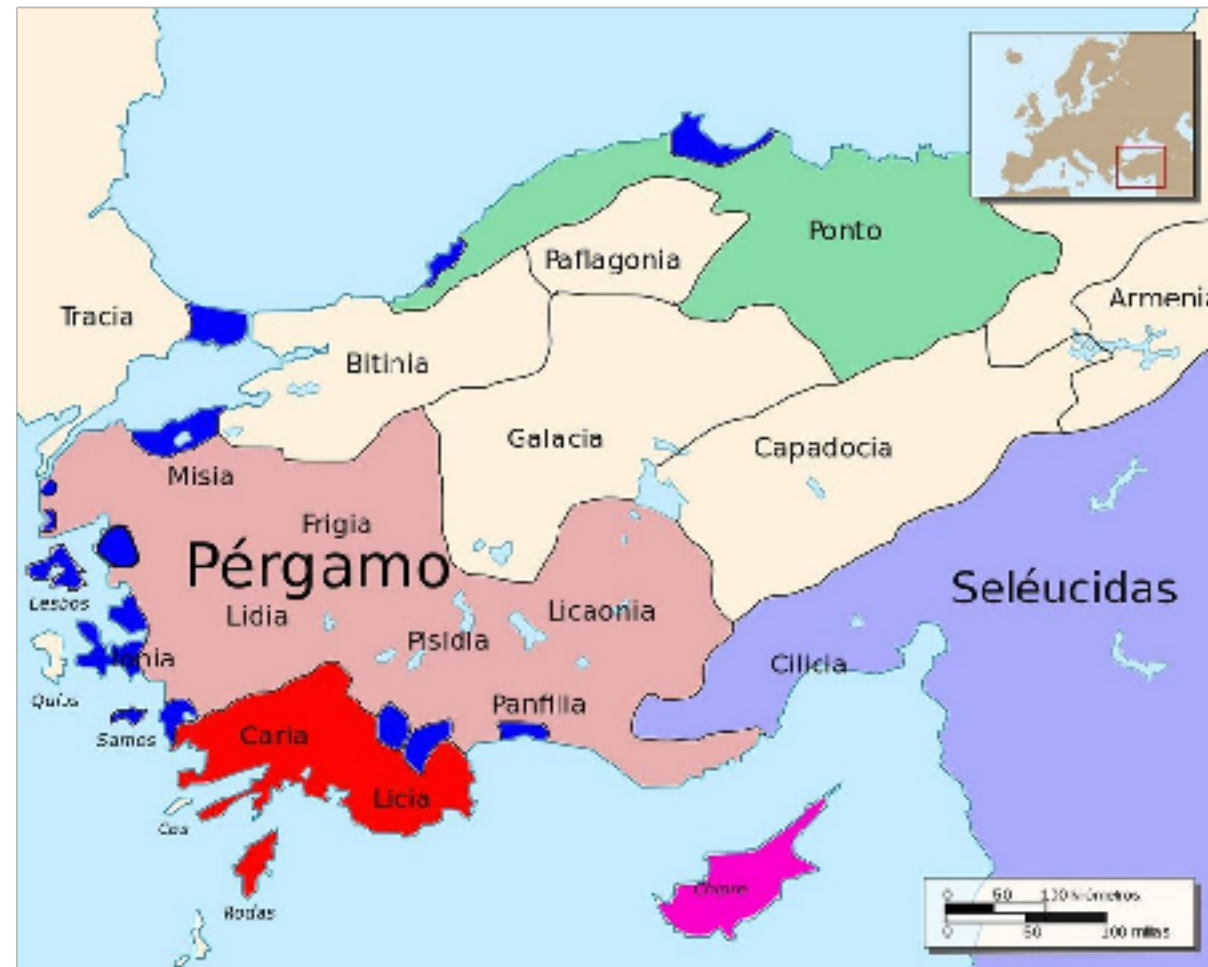 Ponto
Paflagonia
Armenia
Tracia
Bitinia
Galacia
Capadocia
Misia
Frigia
Pérgamo
Seléucidas
Lesbos
Lidia
Licaonia
Pisidia
Jonia
Cilicia
Quíos
Panfilia
Samos
Caria
Licia
Cos
Chipre
Rodas
0 50 100 kilómetros
0 50 100 millas